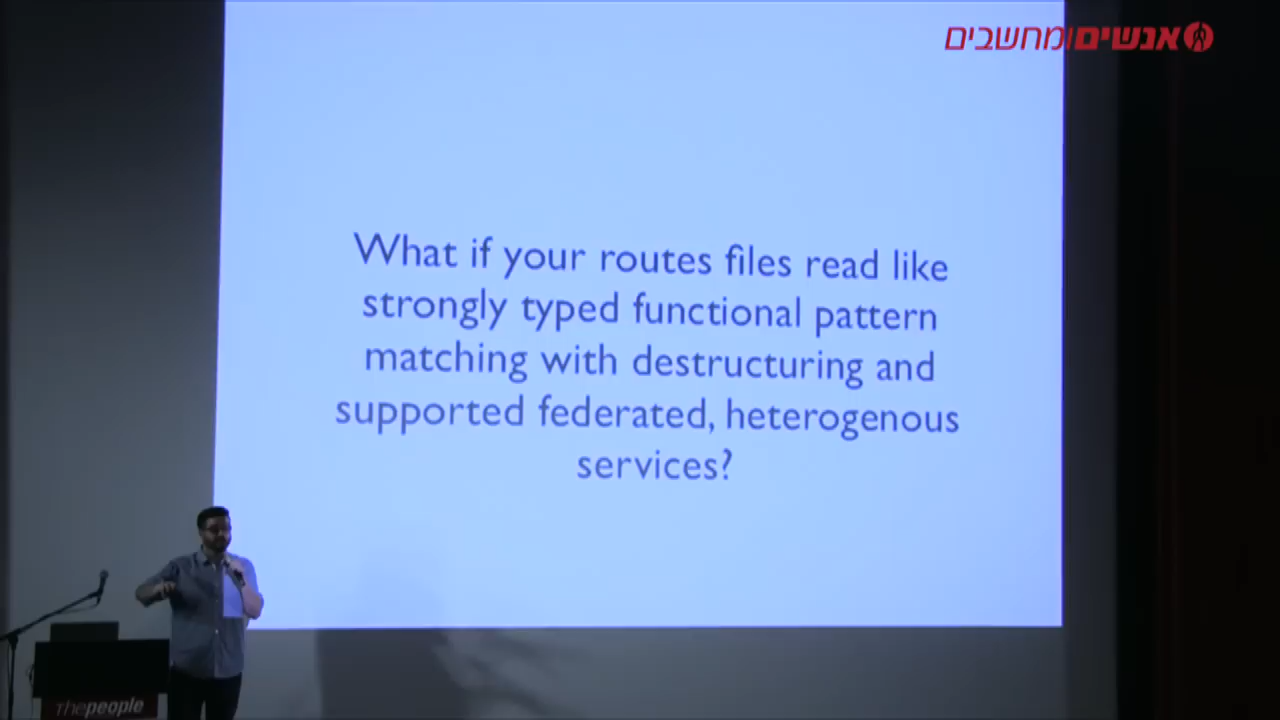 אנשים ומחשבים
What if your routes files read like
strongly typed functional pattern
matching with destructuring and
supported federated, heterogenous
services?
thepeople